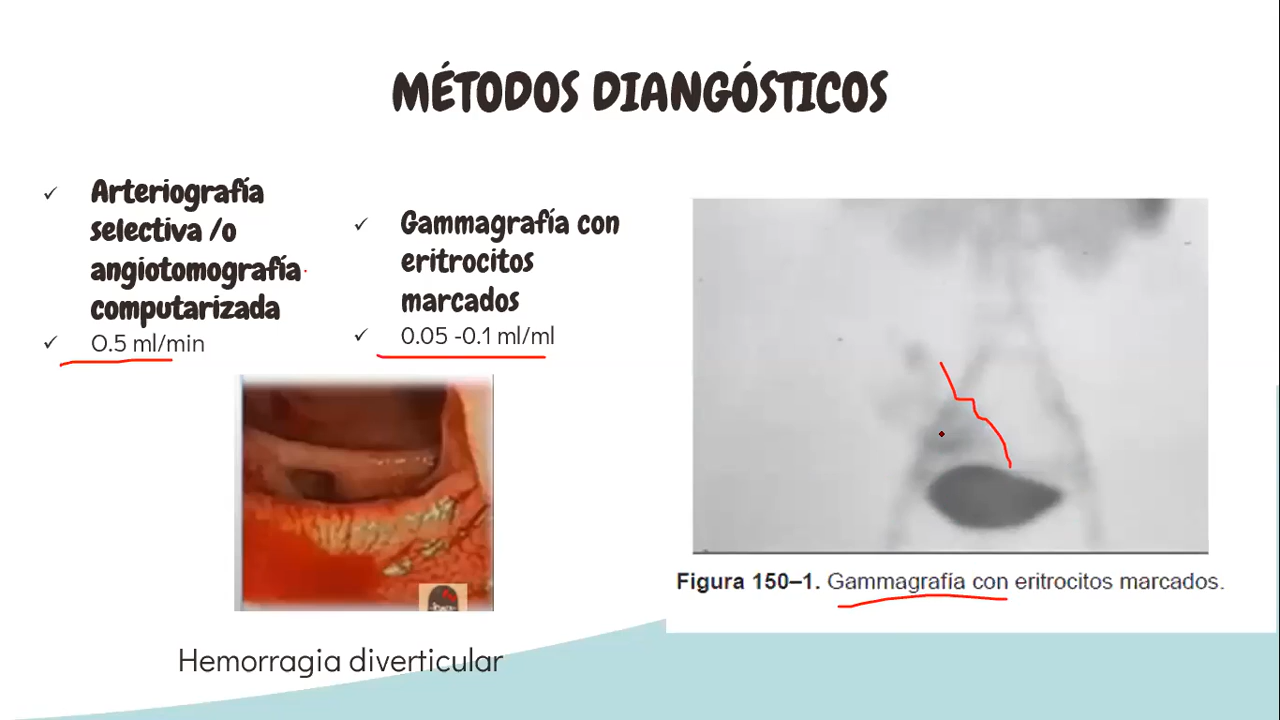 MÉTODOS DIANGÓSTICOS
✓ Arteriografía
selectiva /o
angiotomografía
computarizada
✓ 0.5 ml/min
✓ Gammagrafía con
eritrocitos
marcados
✓ 0.05 -0.1 ml/ml
Hemorragia diverticular
Figura 150–1. Gammagrafía con eritrocitos marcados.